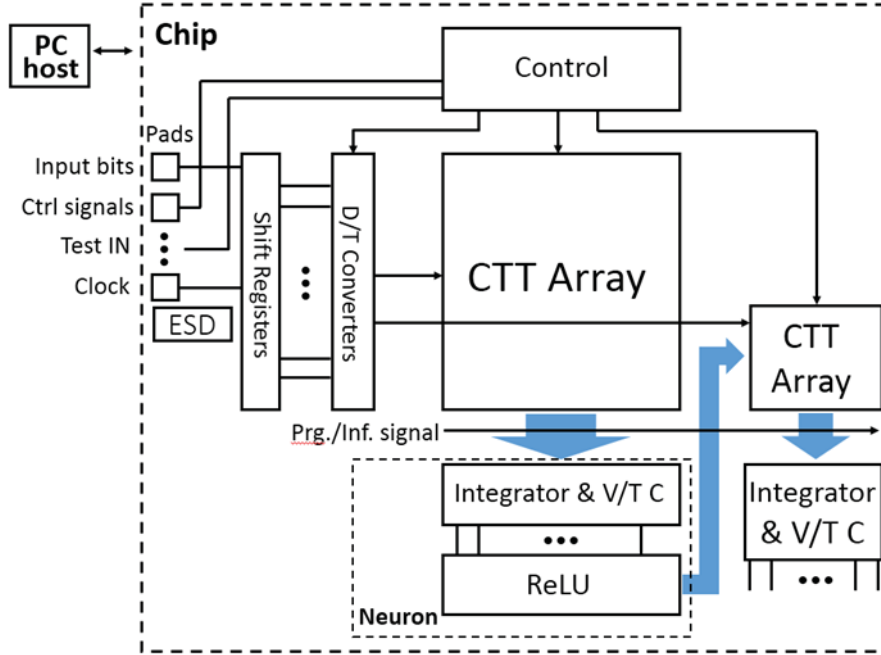 PC
host
Chip
Control
Pads
Input bits
Ctrl signals
Test IN
Clock
ESD
Shift Registers
D/T Converters
CTT Array
CTT
Array
Prg./Inf. signal
Integrator & V/T C
ReLU
Neuron
Integrator
& V/T C